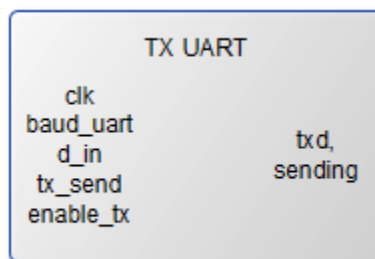 TX UART
clk
baud_uart
d_in
tx_send
enable_tx
txd,
sending